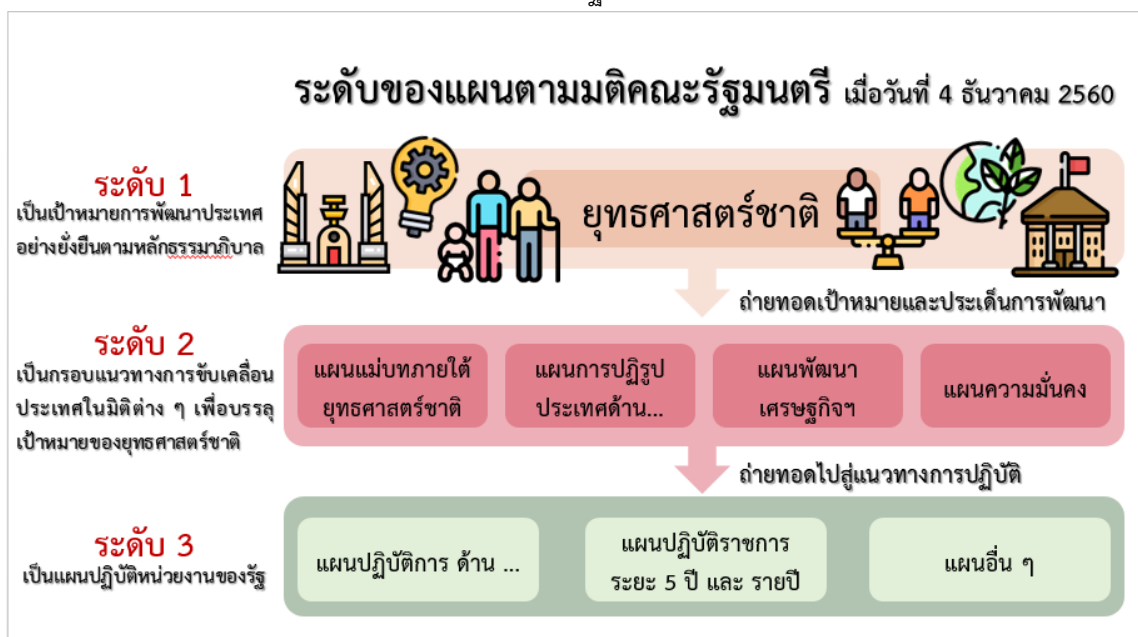 ระดับของแผนตามมติคณะรัฐมนตรี เมื่อวันที่ 4 ธันวาคม 2560
ระดับ 1
เป็นเป้าหมายการพัฒนาประเทศ
อย่างยั่งยืนตามหลักธรรมาภิบาล
ยุทธศาสตร์ชาติ
ถ่ายทอดเป้าหมายและประเด็นการพัฒนา
ระดับ 2
เป็นกรอบแนวทางการขับเคลื่อน
ประเทศในมิติต่าง ๆ เพื่อบรรลุ
เป้าหมายของยุทธศาสตร์ชาติ
แผนแม่บทภายใต้
ยุทธศาสตร์ชาติ
แผนการปฏิรูป
ประเทศด้าน...
แผนพัฒนา
เศรษฐกิจฯ
แผนความมั่นคง
ถ่ายทอดไปสู่แนวทางการปฏิบัติ
ระดับ 3
เป็นแผนปฏิบัติหน่วยงานของรัฐ
แผนปฏิบัติการ ด้าน ...
แผนปฏิบัติราชการ
ระยะ 5 ปี และ รายปี
แผนอื่น ๆ